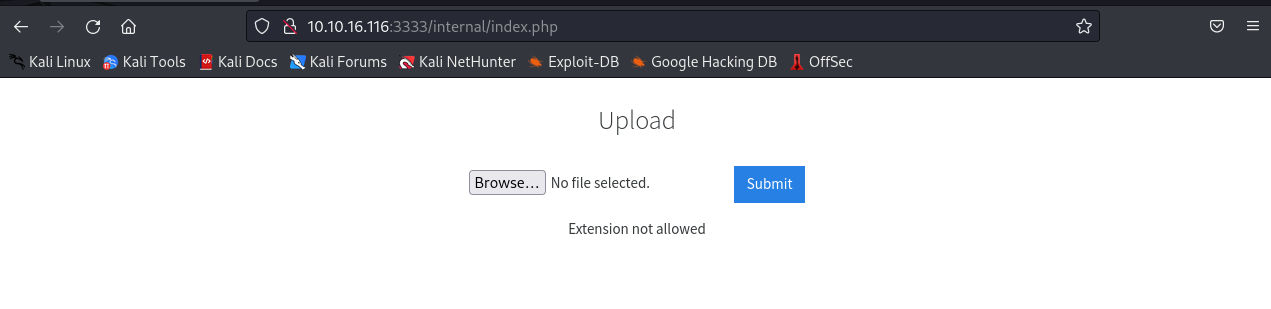 10.10.16.116:3333/internal/index.php
Kali Linux Kali Tools Kali Docs Kali Forums Kali NetHunter Exploit-DB Google Hacking DB OffSec
Upload
Browse... No file selected. Submit
Extension not allowed